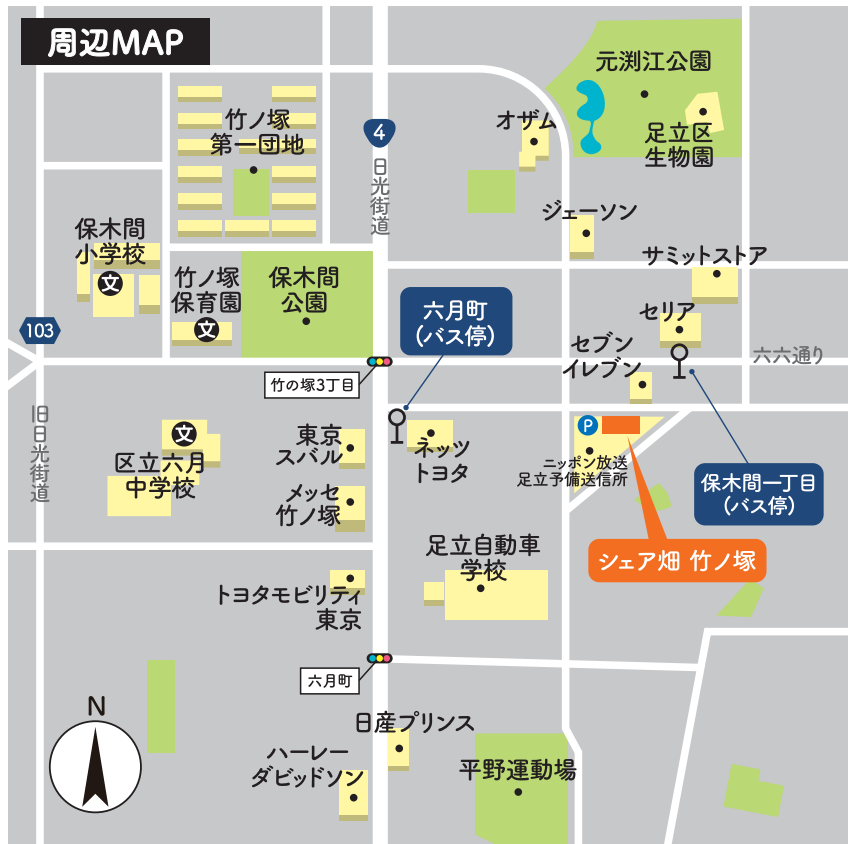 周辺MAP
元渕江公園
足立区
生物園
オザム
竹ノ塚
第一団地
4
日光街道
ジェーソン
保木間
小学校
文
サミットストア
竹ノ塚
保育園
文
保木間
公園
六月町
(バス停)
セリア
103
セブン
イレブン
六六通り
竹の塚3丁目
旧日光街道
文
区立六月
中学校
東京
スバル
ネッツ
トヨタ
P
ニッポン放送
足立予備送信所
保木間一丁目
(バス停)
メッセ
竹ノ塚
足立自動車
学校
シェア畑 竹ノ塚
トヨタモビリティ
東京
六月町
N
日産プリンス
ハーレー
ダビッドソン
平野運動場